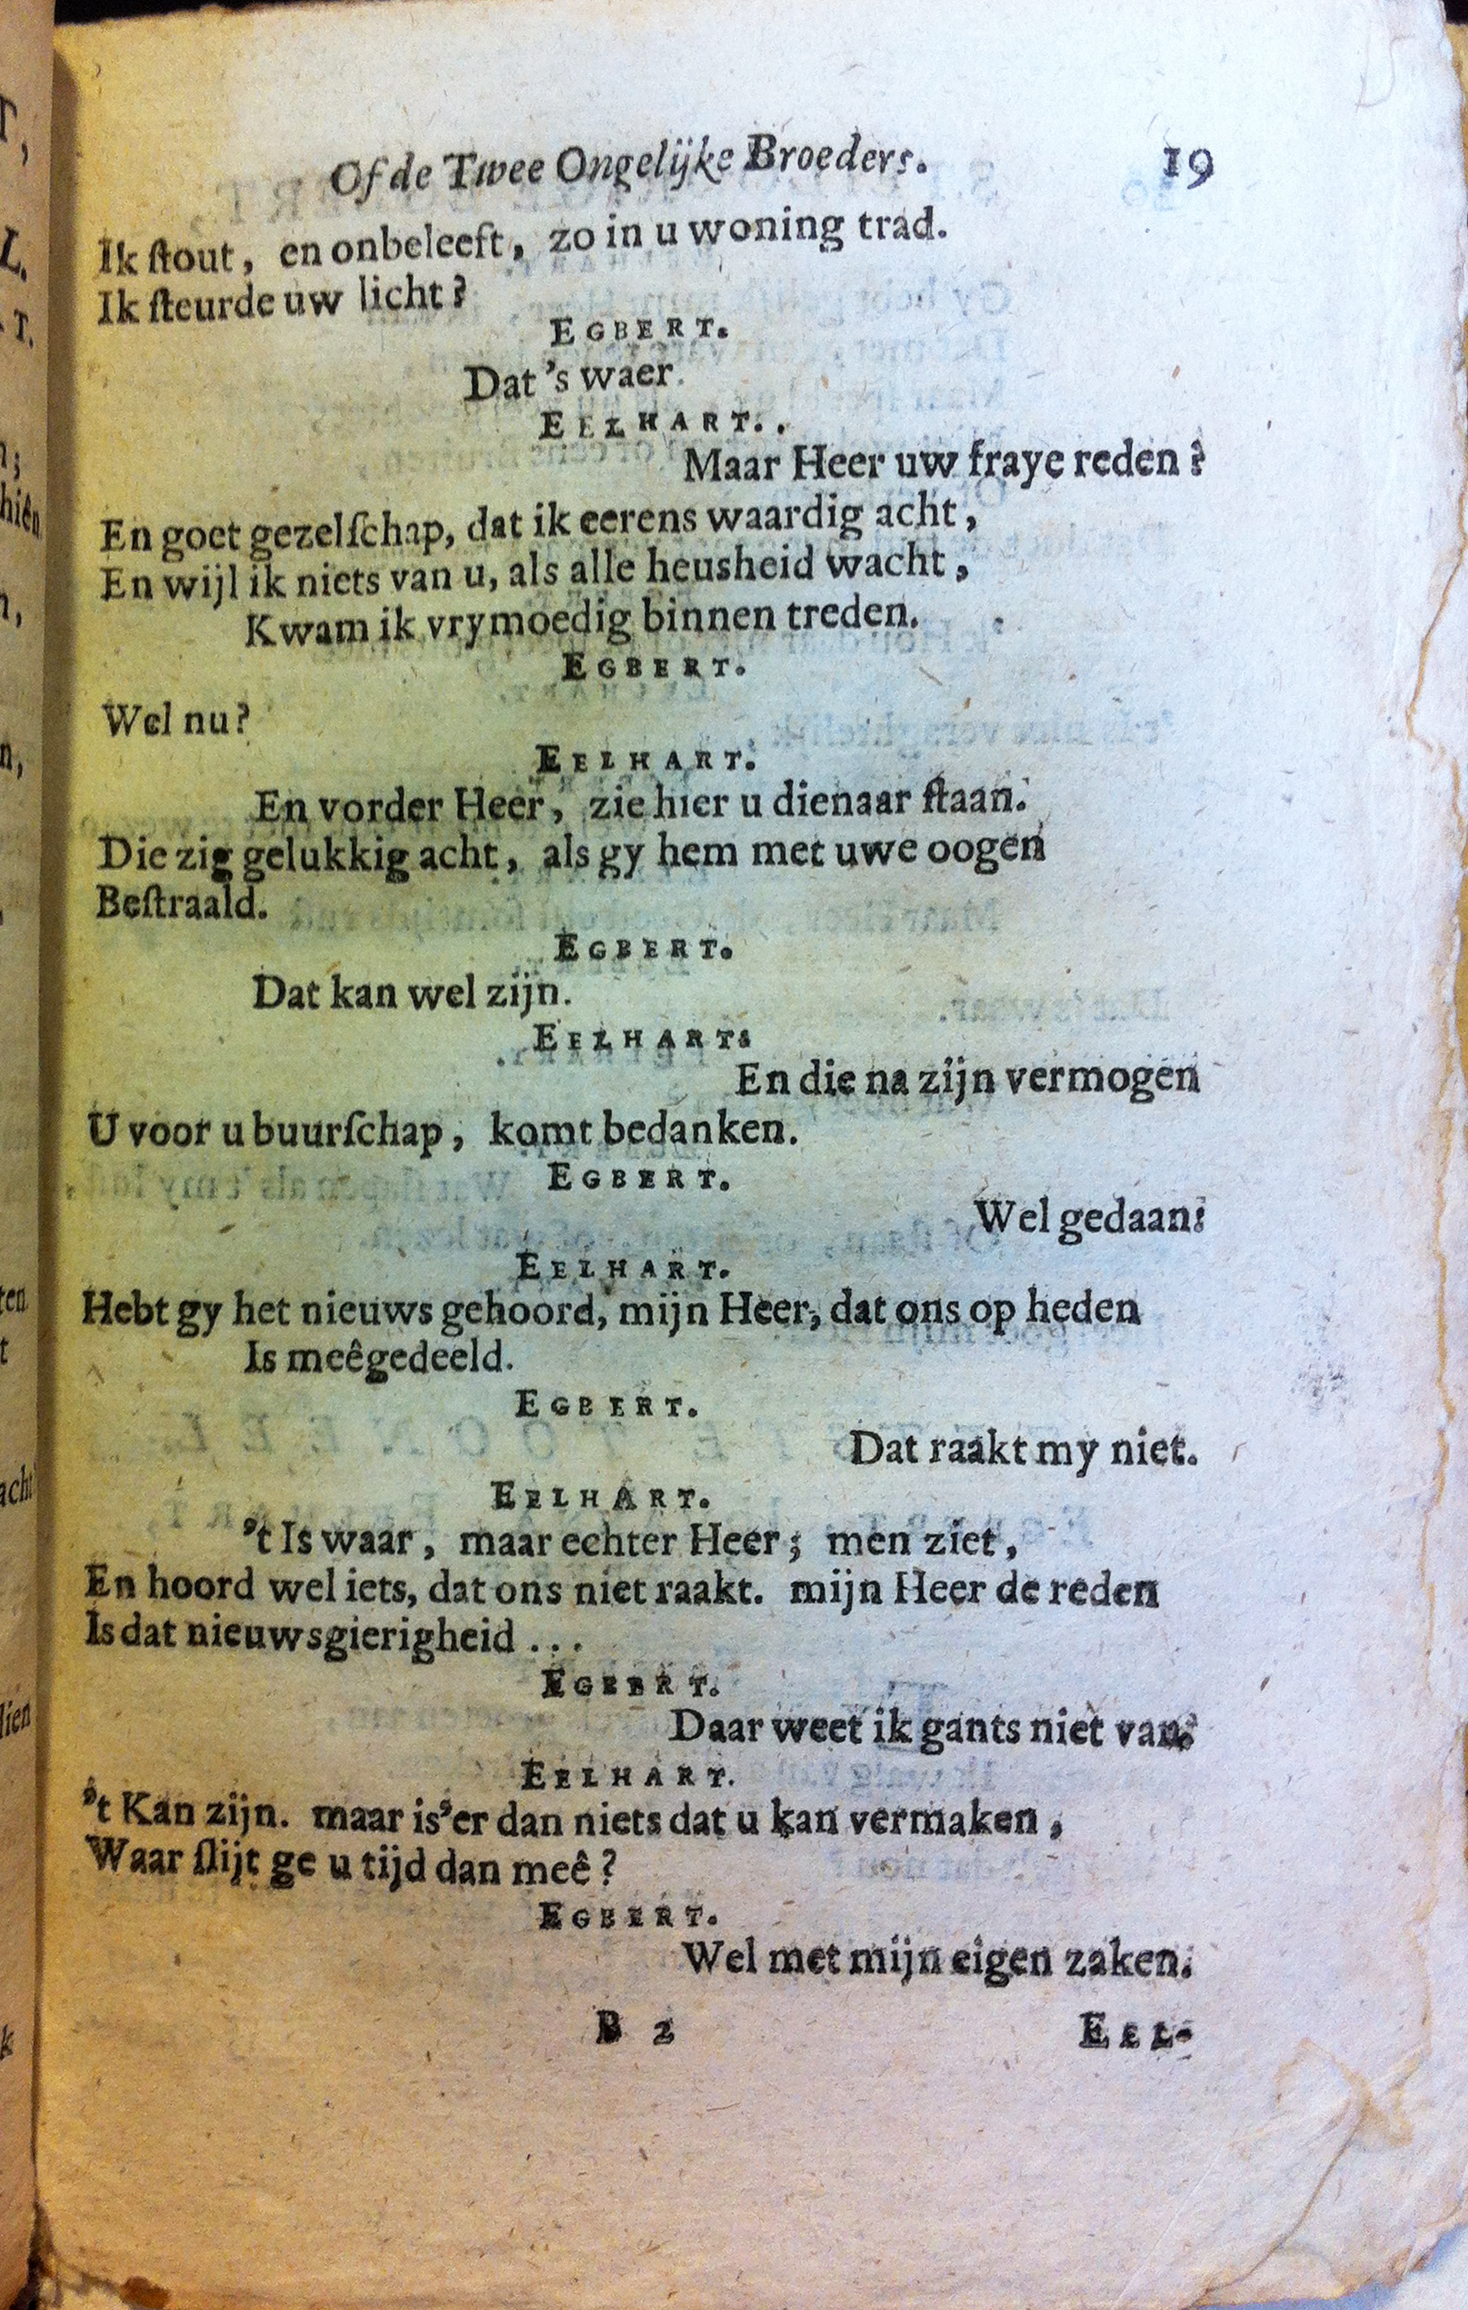 Of de Twee Ongelijke Broeders. 19
Ik ſtout, en onbeleeft, zo in u woning trad.
Ik ſteurde uw licht?
EGBERT.
Dat 's waer.
EELHART.
Maar Heer uw fraye reden?
En goet gezelſchap, dat ik eerens waardig acht,
En wijl ik niets van u, als alle heusheid wacht,
Kwam ik vrymoedig binnen treden.
EGBERT.
Wel nu?
EELHART.
En vorder Heer, zie hier u dienaar ſtaan.
Die zig gelukkig acht, als gy hem met uwe oogen
Beſtraald.
EGBERT.
Dat kan wel zijn.
EELHART.
En die na zijn vermogen
U voor u buurſchap, komt bedanken.
EGBERT.
Wel gedaan.
EELHART.
Hebt gy het nieuws gehoord, mijn Heer, dat ons op heden
Is meêgedeeld.
EGBERT.
Dat raakt my niet.
EELHART.
't Is waar, maar echter Heer; men ziet,
En hoord wel iets, dat ons niet raakt. mijn Heer de reden
Is dat nieuwsgierigheid ...
EGBERT.
Daar weet ik gants niet van.
EELHART.
't Kan zijn. maar is'er dan niets dat u kan vermaken,
Waar ſlijt ge u tijd dan meê?
EGBERT.
Wel met mijn eigen zaken.
B 2 EEL-